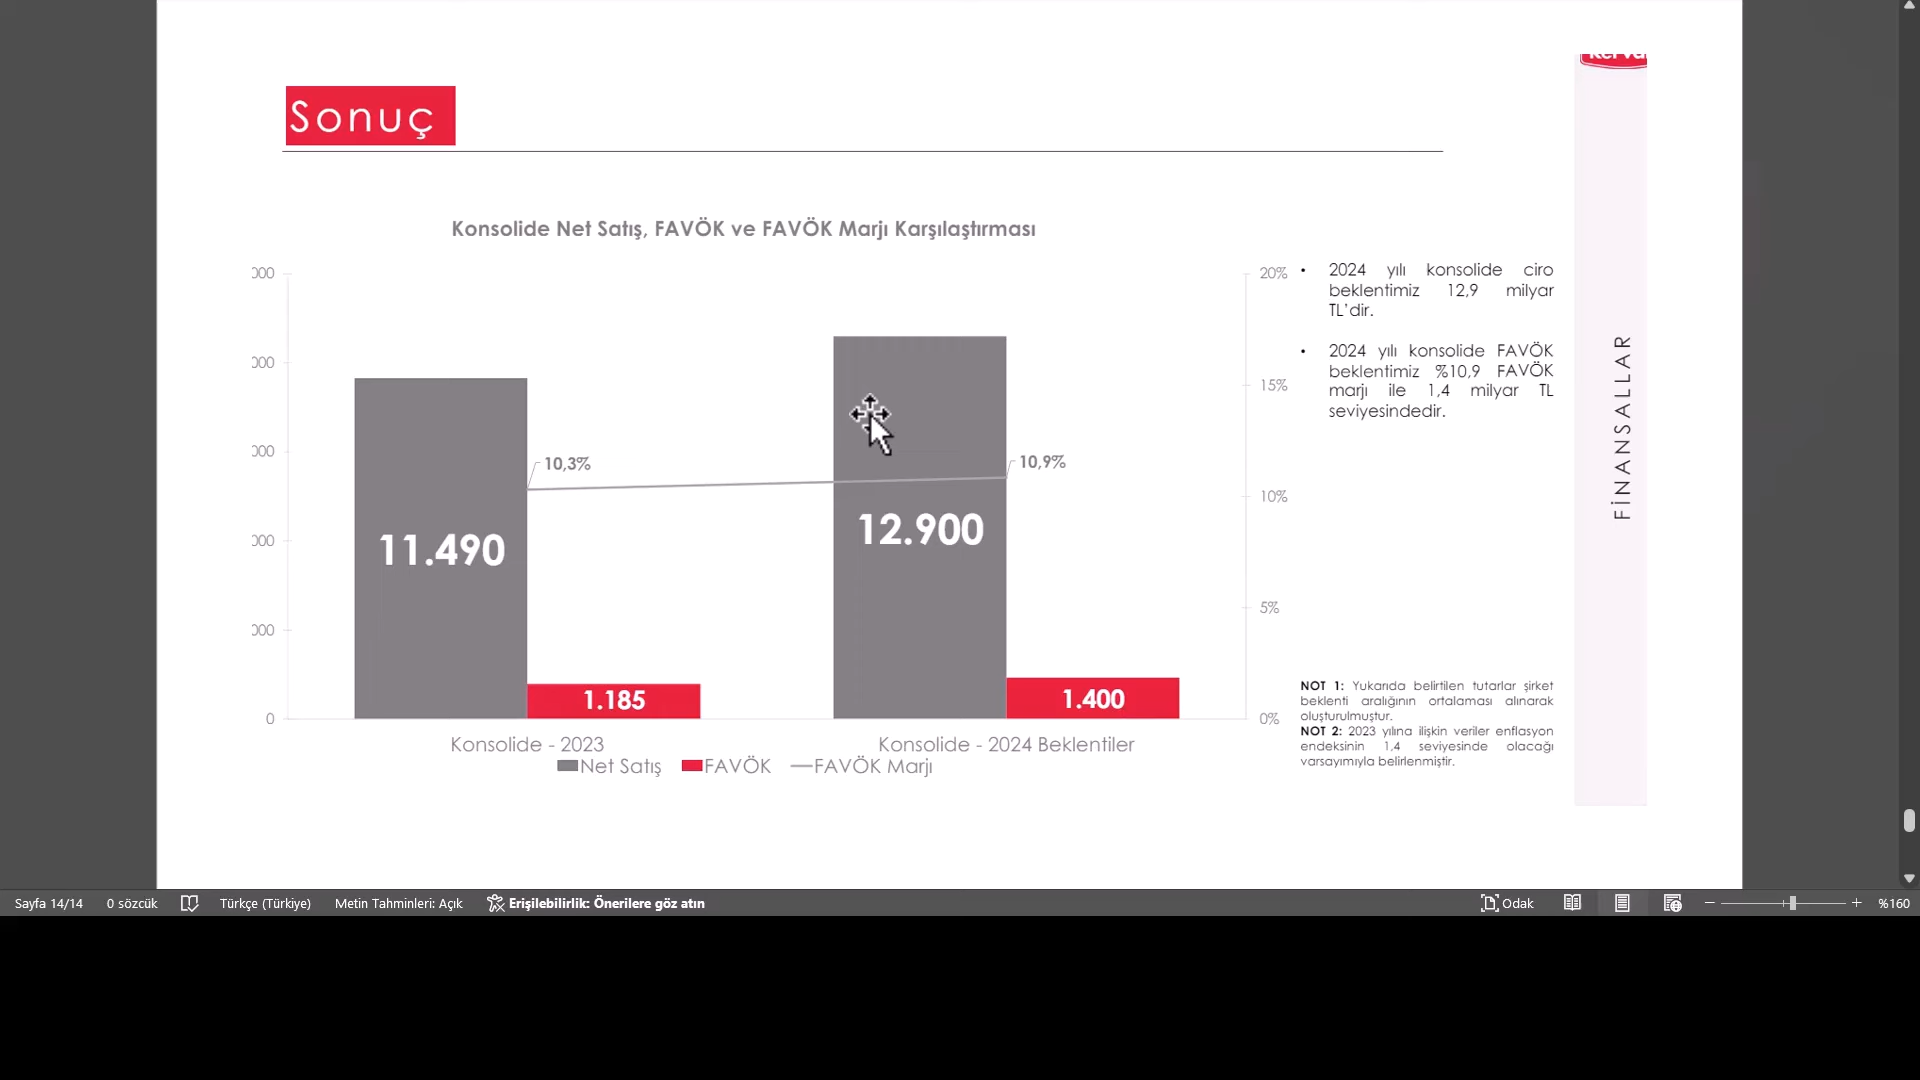 Sonuç
Konsolide Net Satış, FAVÖK ve FAVÖK Marjı Karşılaştırması
000
000
000
000
000
0
20%
15%
10%
5%
0%
10,3%
10,9%
11.490
12.900
1.185
1.400
Konsolide - 2023
Konsolide - 2024 Beklentiler
Net Satış FAVÖK FAVÖK Marjı
• 2024 yılı konsolide ciro
beklentimiz 12,9 milyar
TL'dir.
• 2024 yılı konsolide FAVÖK
beklentimiz %10,9 FAVÖK
marjı ile 1,4 milyar TL
seviyesindedir.
NOT 1: Yukarıda belirtilen tutarlar şirket
beklenti aralığının ortalaması alınarak
oluşturulmuştur.
NOT 2: 2023 yılına ilişkin veriler enflasyon
endeksinin 1,4 seviyesinde olacağı
varsayımıyla belirlenmiştir.
FİNANSALLAR
Sayfa 14/14 0 sözcük Türkçe (Türkiye) Metin Tahminleri: Açık Erişilebilirlik: Önerilere göz atın Odak %160